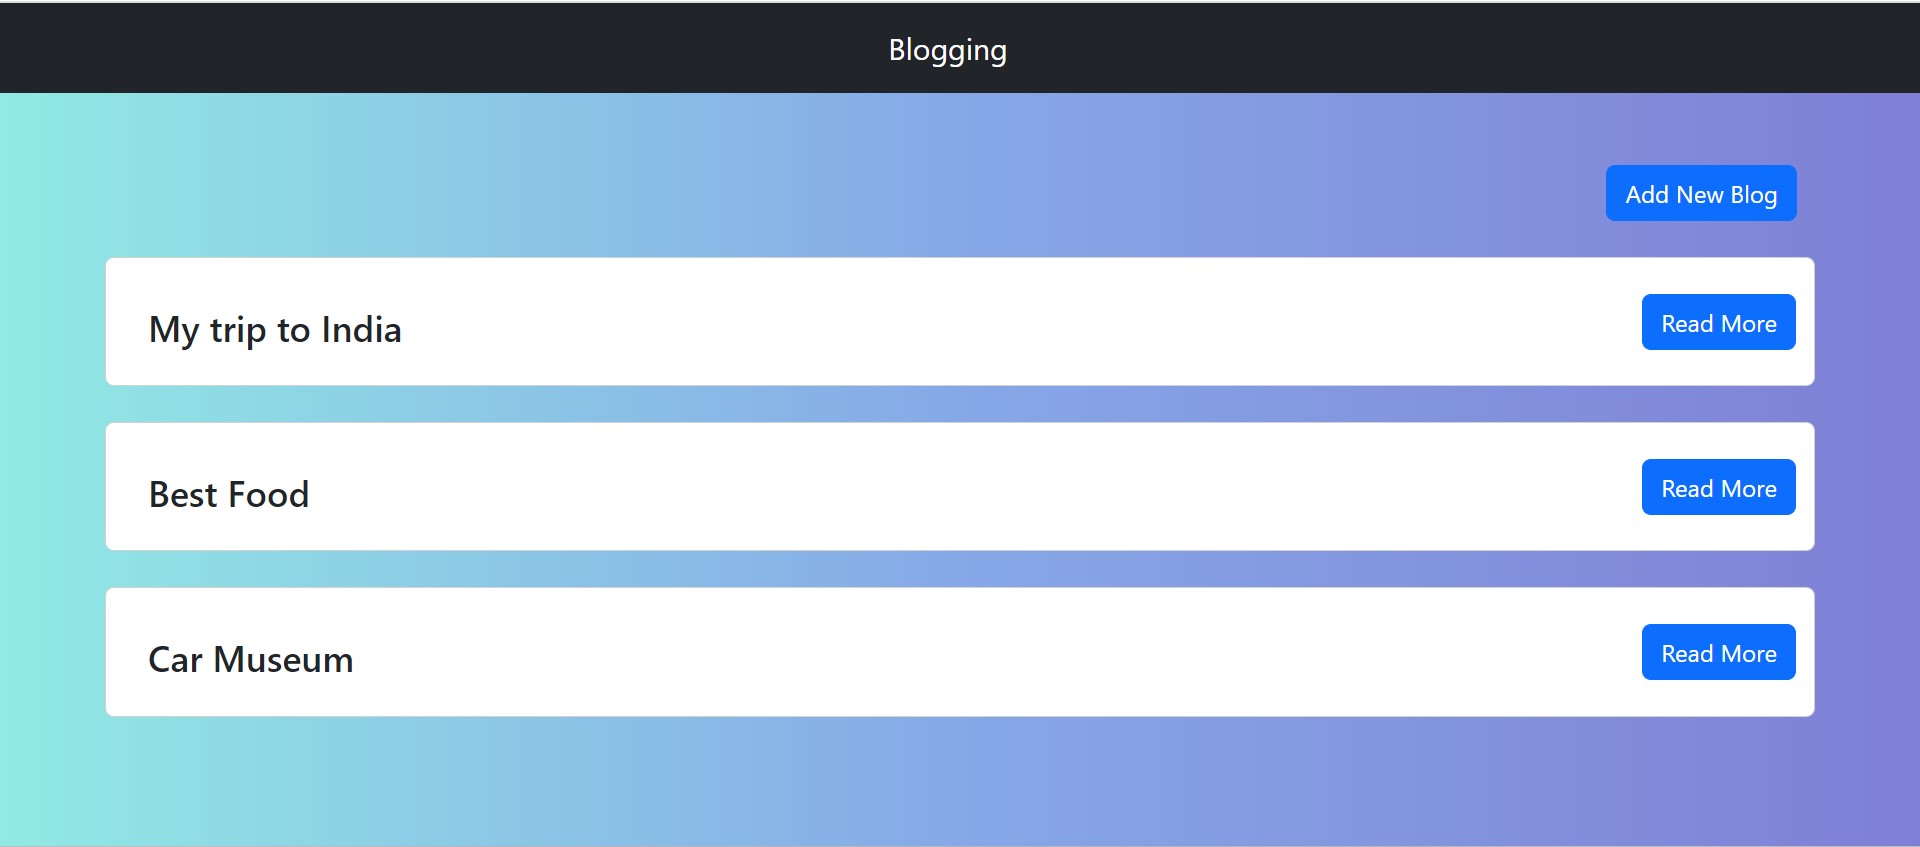 Blogging
Add New Blog
My trip to India
Read More
Best Food
Read More
Car Museum
Read More